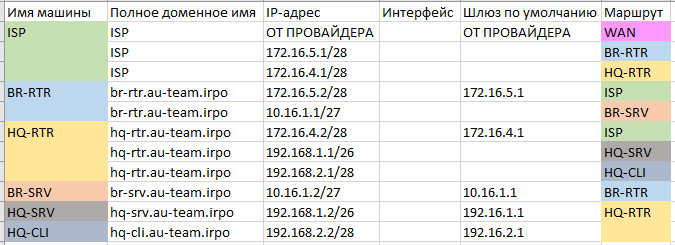 Имя машины Полное доменное имя IP-адрес Интерфейс Шлюз по умолчанию Маршрут
ISP ISP ОТ ПРОВАЙДЕРА ОТ ПРОВАЙДЕРА WAN
ISP 172.16.5.1/28 BR-RTR
ISP 172.16.4.1/28 HQ-RTR
BR-RTR br-rtr.au-team.irpo 172.16.5.2/28 172.16.5.1 ISP
br-rtr.au-team.irpo 10.16.1.1/27 BR-SRV
HQ-RTR hq-rtr.au-team.irpo 172.16.4.2/28 172.16.4.1 ISP
hq-rtr.au-team.irpo 192.168.1.1/26 HQ-SRV
hq-rtr.au-team.irpo 192.168.2.1/28 HQ-CLI
BR-SRV br-srv.au-team.irpo 10.16.1.2/27 10.16.1.1 BR-RTR
HQ-SRV hq-srv.au-team.irpo 192.168.1.2/26 192.16.1.1 HQ-RTR
HQ-CLI hq-cli.au-team.irpo 192.168.2.2/28 192.16.2.1